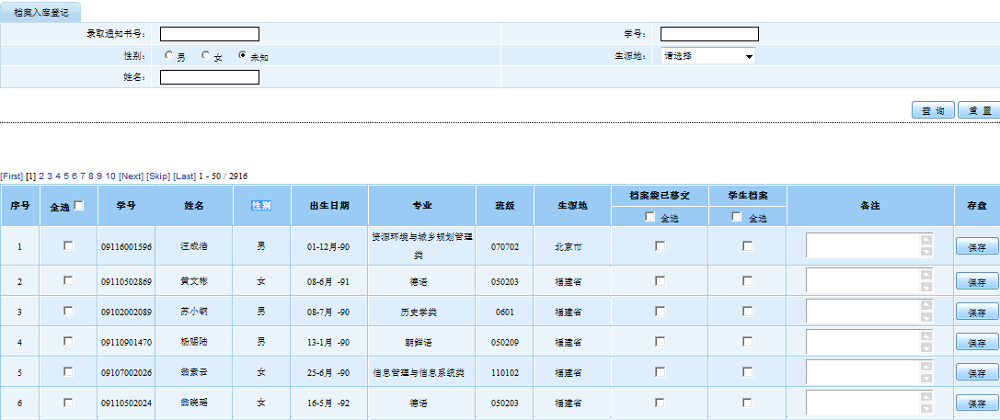 档案入库登记
录取通知书号： 学号：
性别： 男 女 未知 生源地： 请选择
姓名：
查 询 重 置
[First] [1] 2 3 4 5 6 7 8 9 10 [Next] [Skip] [Last] 1 - 50 / 2916
序号 全选 学号 姓名 性别 出生日期 专业 班级 生源地 档案袋已移交 学生档案 备注 存盘
全选 全选
1 09116001596 汪成浩 男 01-12月-90 资源环境与城乡规划管理类 070702 北京市 保存
2 09110502869 黄文彬 女 08-6月 -91 德语 050203 福建省 保存
3 09102002089 苏小钢 男 08-7月 -90 历史学类 0601 福建省 保存
4 09110901470 杨赐陆 男 13-1月 -90 朝鲜语 050209 福建省 保存
5 09107002026 翁素云 女 25-6月 -90 信息管理与信息系统类 110102 福建省 保存
6 09110502024 翁晓瑶 女 16-5月 -92 德语 050203 福建省 保存